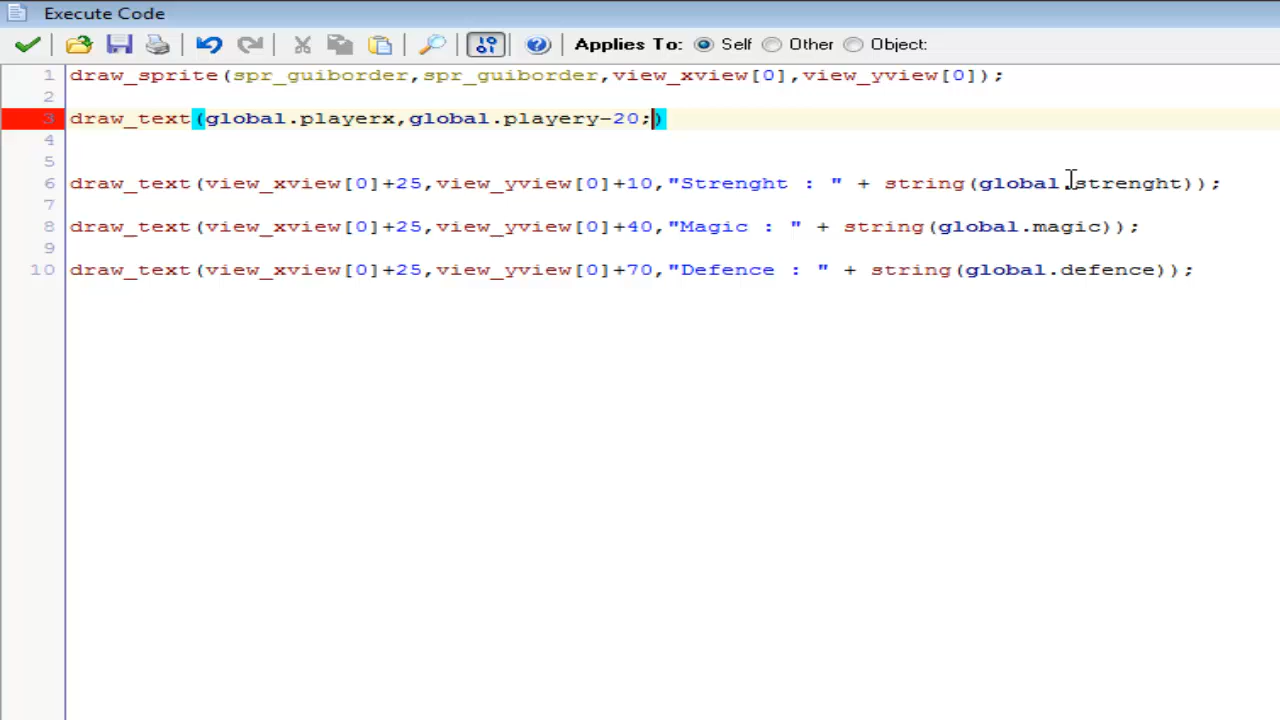 Execute Code
Applies To: Self Other Object:
1 draw_sprite(spr_guiborder,spr_guiborder,view_xview[0],view_yview[0]);
2
3 draw_text(global.playerx,global.playery-20;)
4
5
6 draw_text(view_xview[0]+25,view_yview[0]+10,"Strenght : " + string(global.strenght));
7
8 draw_text(view_xview[0]+25,view_yview[0]+40,"Magic : " + string(global.magic));
9
10 draw_text(view_xview[0]+25,view_yview[0]+70,"Defence : " + string(global.defence));